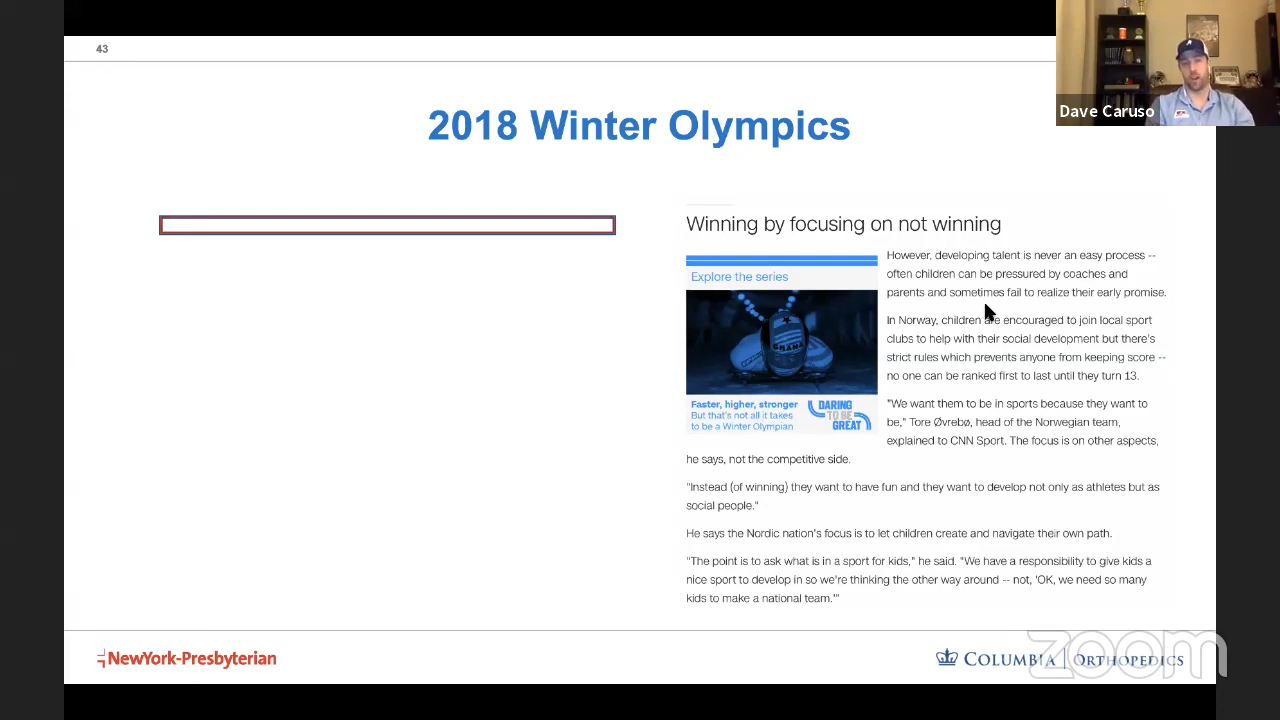 43
Dave Caruso
2018 Winter Olympics
Winning by focusing on not winning
Explore the series
GHANA
Faster, higher, stronger
But that's not all it takes
to be a Winter Olympian
DARING
TO BE
GREAT
However, developing talent is never an easy process --
often children can be pressured by coaches and
parents and sometimes fail to realize their early promise.
In Norway, children are encouraged to join local sport
clubs to help with their social development but there's
strict rules which prevents anyone from keeping score --
no one can be ranked first to last until they turn 13.
"We want them to be in sports because they want to
be," Tore Øvrebø, head of the Norwegian team,
explained to CNN Sport. The focus is on other aspects,
he says, not the competitive side.
"Instead (of winning) they want to have fun and they want to develop not only as athletes but as
social people."
He says the Nordic nation's focus is to let children create and navigate their own path.
"The point is to ask what is in a sport for kids," he said. "We have a responsibility to give kids a
nice sport to develop in so we're thinking the other way around -- not, 'OK, we need so many
kids to make a national team.'"
NewYork-Presbyterian
COLUMBIA | ORTHOPEDICS
zoom